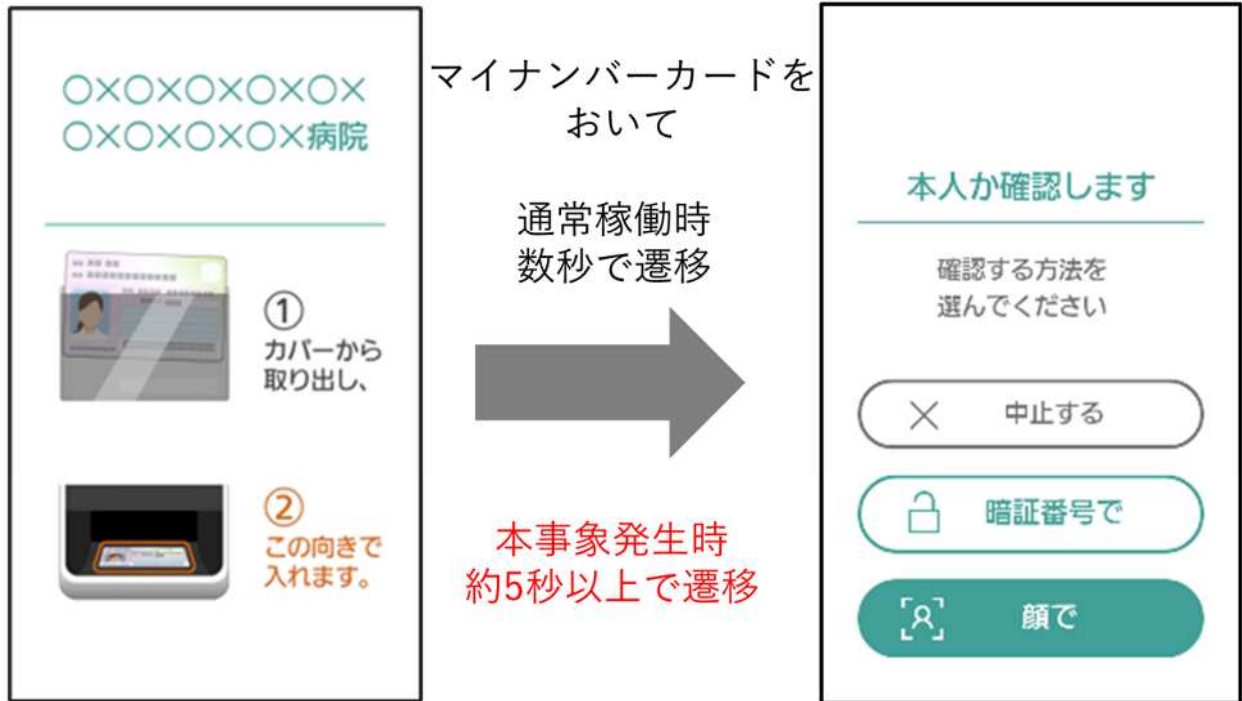 ○×○×○×○×○×
○×○×○×○×病院
①
カバーから
取り出し、
②
この向きで
入れます。
マイナンバーカードを
おいて
通常稼働時
数秒で遷移
本事象発生時
約5秒以上で遷移
本人か確認します
確認する方法を
選んでください
中止する
暗証番号で
顔で